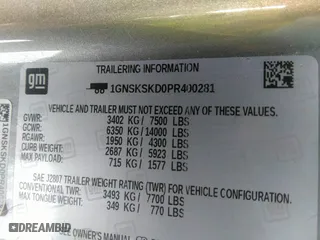 gm
TRAILERING INFORMATION
1GNSKSKD0PR400281
VEHICLE AND TRAILER MUST NOT EXCEED ANY OF THESE
GVWR: 3402 KG/ 7500 LBS
GCWR: 6350 KG/14000 LBS
RGAWR: 1950 KG/ 4300 LBS
CURB WEIGHT: 2687 KG/ 5923 LBS
MAX PAYLOAD: 715 KG/ 1577 LBS
SAE J2807 TRAILER WEIGHT RATING (TWR) FOR VEHICLE CONFIGURATION.
CONVENTIONAL TWR: 3493 KG/ 7700 LBS
MAX TONGUE WEIGHT: 349 KG/ 770 LBS
SEE OWNER'S MANUAL
DREAMBID